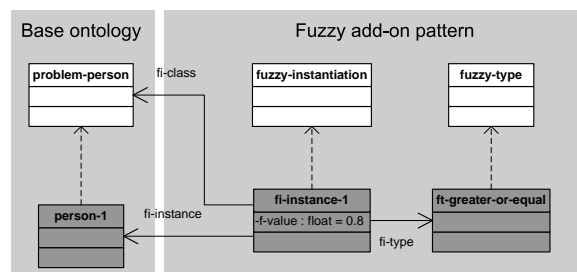 Base ontology
Fuzzy add-on pattern
problem-person
fi-class
fuzzy-instantiation
fuzzy-type
person-1
fi-instance
fi-instance-1
-f-value : float = 0.8
ft-greater-or-equal
fi-type